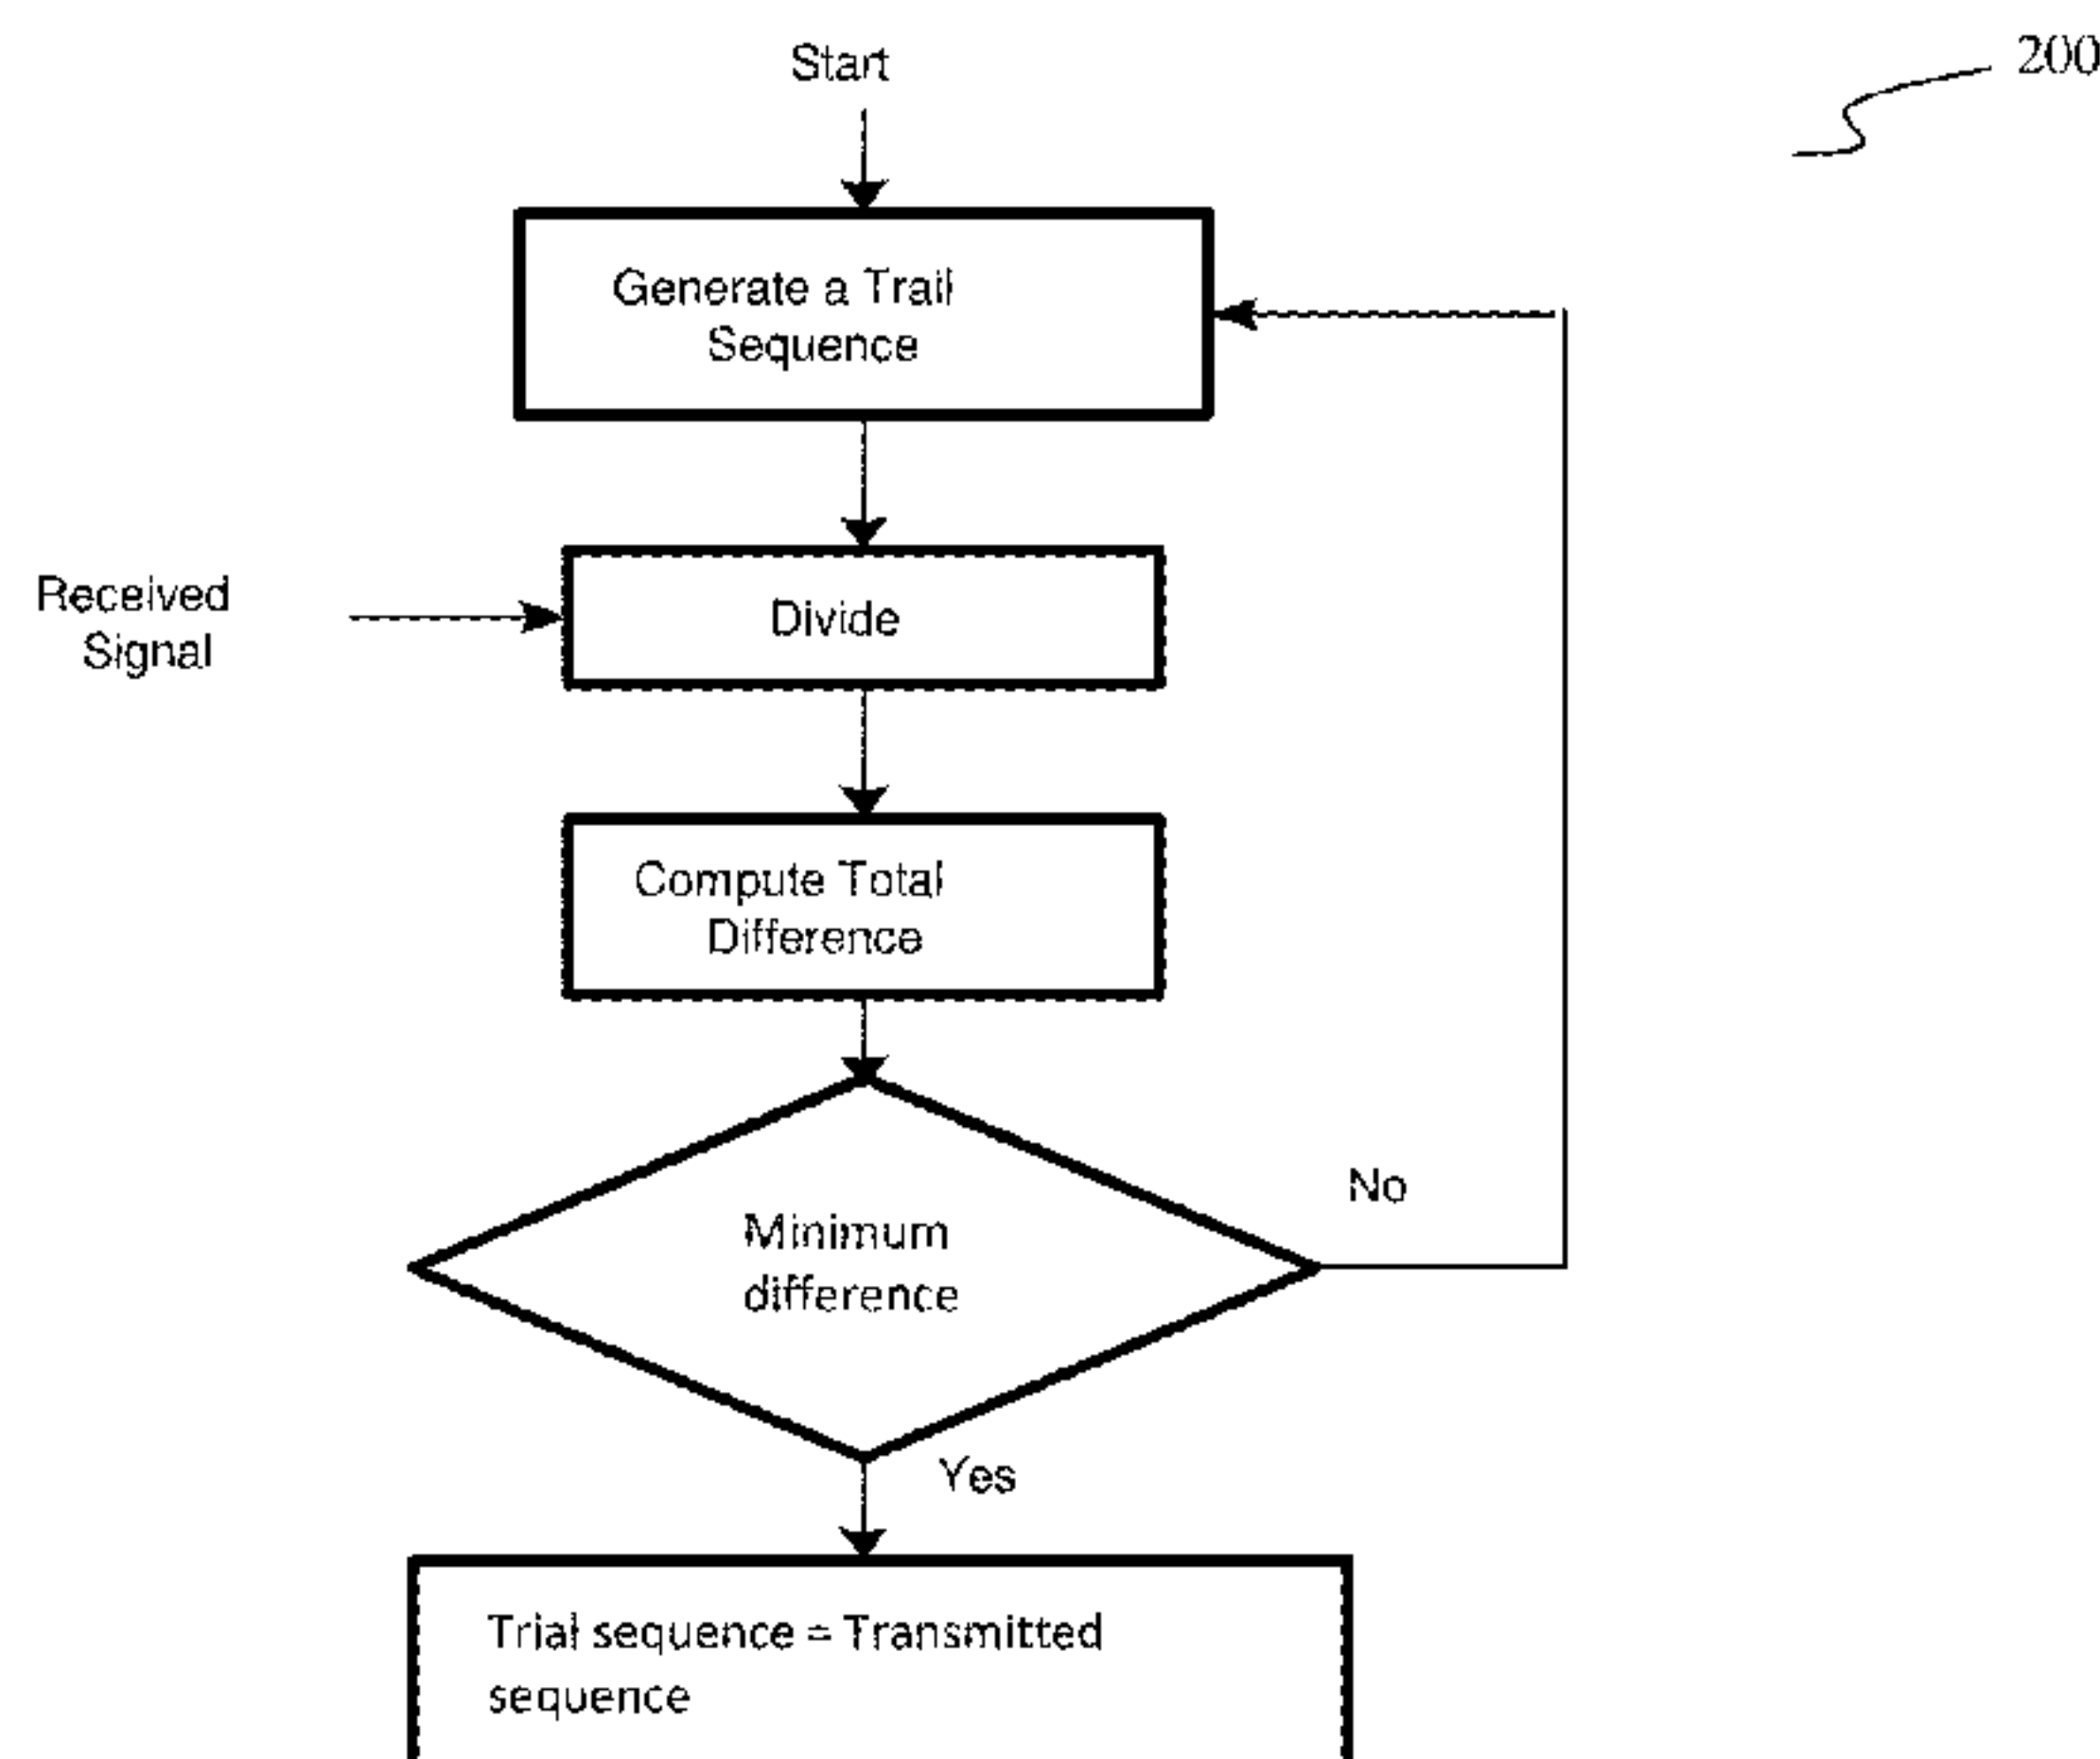 Start
200
Generate a Trail
Sequence
Received
Signal
Divide
Compute Total
Difference
No
Minimum
difference
Yes
Trial sequence = Transmitted
sequence